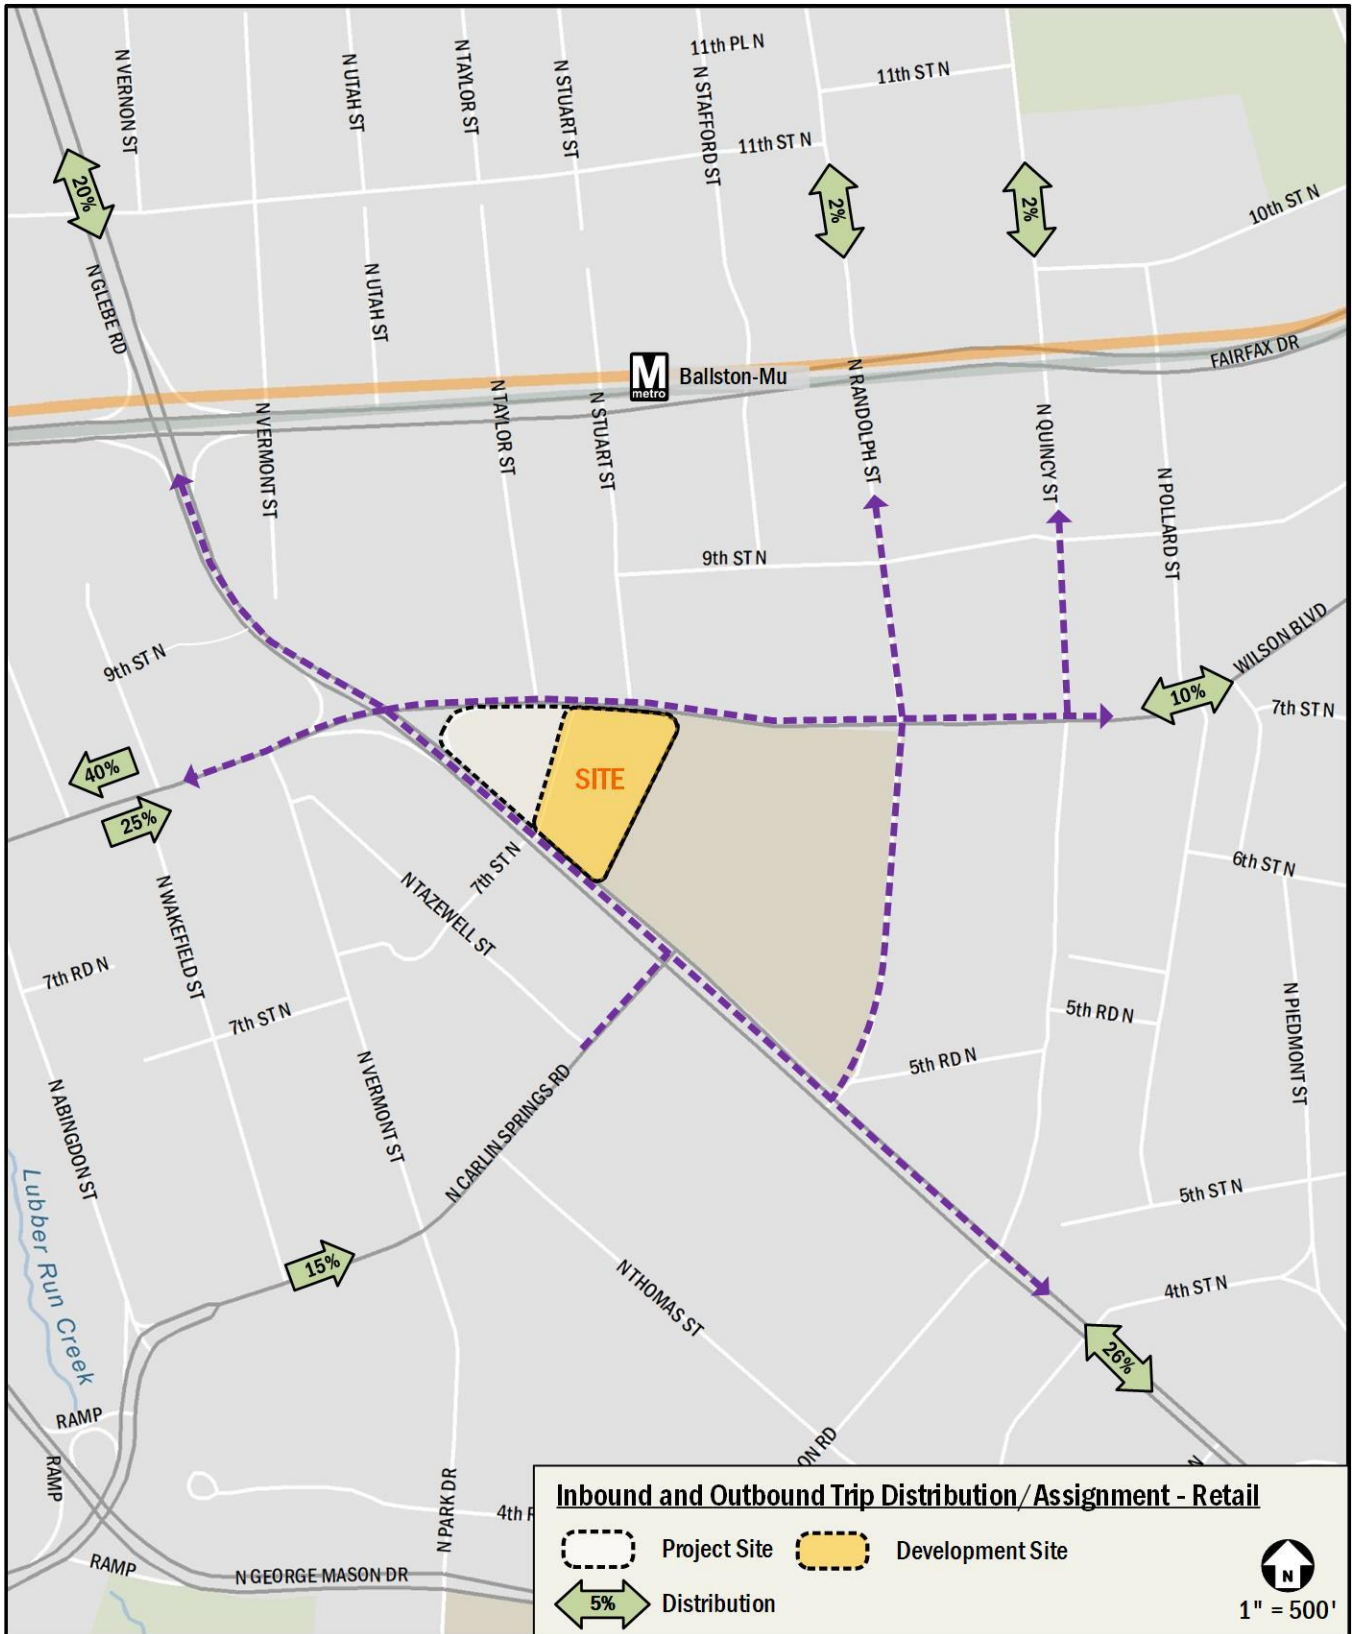 11th PL N
N VERNON ST
N UTAH ST
N TAYLOR ST
N STUART ST
N STAFFORD ST
11th ST N
11th ST N
20%
2%
2%
10th ST N
N GLEBE RD
N UTAH ST
FAIRFAX DR
M
metro
Ballston-Mu
N VERMONT ST
N TAYLOR ST
N STUART ST
N RANDOLPH ST
N QUINCY ST
N POLLARD ST
9th ST N
9th ST N
WILSON BLVD
10%
7th ST N
40%
25%
SITE
7th ST N
6th ST N
N TAZEWELL ST
N WAKEFIELD ST
7th RD N
7th ST N
5th RD N
N PIEDMONT ST
5th RD N
N VERMONT ST
N ABINGDON ST
N CARLIN SPRINGS RD
5th ST N
Lubber Run Creek
15%
N THOMAS ST
4th ST N
26%
RAMP
RAMP
ON RD
N
N PARK DR
4th R
RAMP
N GEORGE MASON DR
Inbound and Outbound Trip Distribution/Assignment - Retail
Project Site
Development Site
5%
Distribution
N
1" = 500'